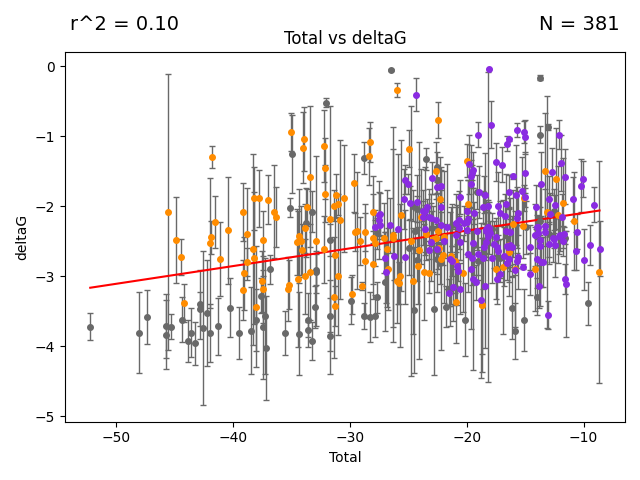 r^2 = 0.10
N = 381
Total vs deltaG
0
−1
−2
−3
−4
−5
deltaG
−50
−40
−30
−20
−10
Total